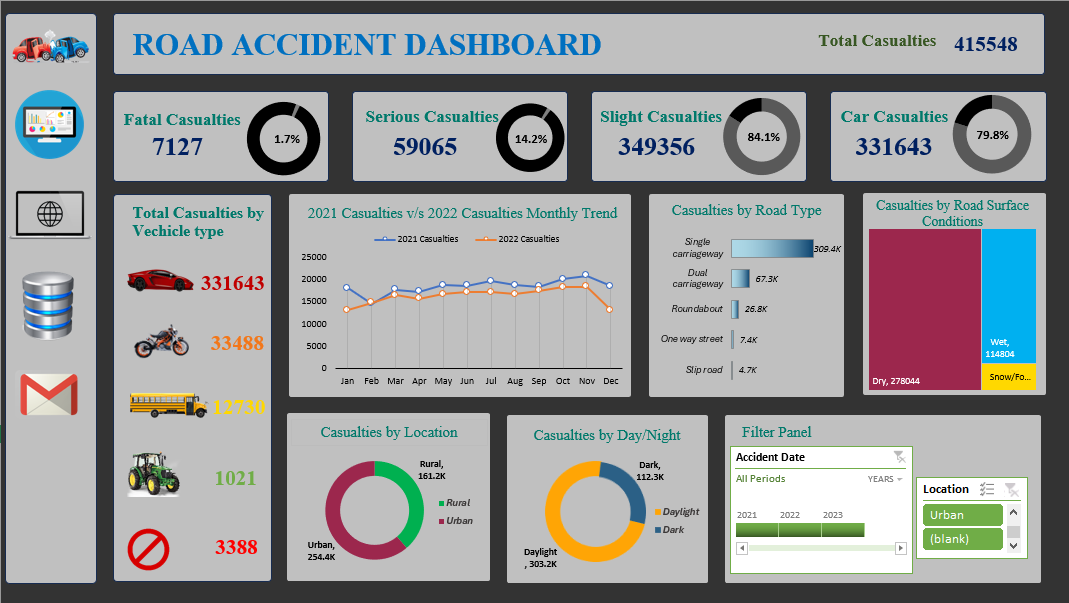 ROAD ACCIDENT DASHBOARD
Total Casualties 415548
Fatal Casualties
7127
1.7%
Serious Casualties
59065
14.2%
Slight Casualties
349356
84.1%
Car Casualties
331643
79.8%
Total Casualties by
Vechicle type
331643
33488
12730
1021
3388
2021 Casualties v/s 2022 Casualties Monthly Trend
2021 Casualties 2022 Casualties
25000
20000
15000
10000
5000
0
Jan Feb Mar Apr May Jun Jul Aug Sep Oct Nov Dec
Casualties by Road Type
Single
carriageway 309.4K
Dual
carriageway 67.3K
Roundabout 26.8K
One way street 7.4K
Slip road 4.7K
Casualties by Road Surface
Conditions
Dry, 278044
Wet,
114804
Snow/Fo...
Casualties by Location
Rural,
161.2K
Urban,
254.4K
Rural
Urban
Casualties by Day/Night
Dark,
112.3K
Daylight
, 303.2K
Daylight
Dark
Filter Panel
Accident Date
All Periods YEARS
2021 2022 2023
Location
Urban
(blank)